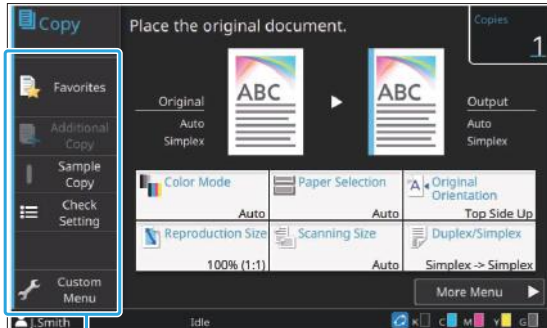 Copy
Place the original document.
Copies
1
Favorites
Additional
Copy
Sample
Copy
Check
Setting
Custom
Menu
Original
Auto
Simplex
ABC
ABC
Output
Auto
Simplex
Color Mode
Auto
Paper Selection
Auto
Original
Orientation
Top Side Up
Reproduction Size
100% (1:1)
Scanning Size
Auto
Duplex/Simplex
Simplex -> Simplex
More Menu
J.Smith
Idle
K C M Y G